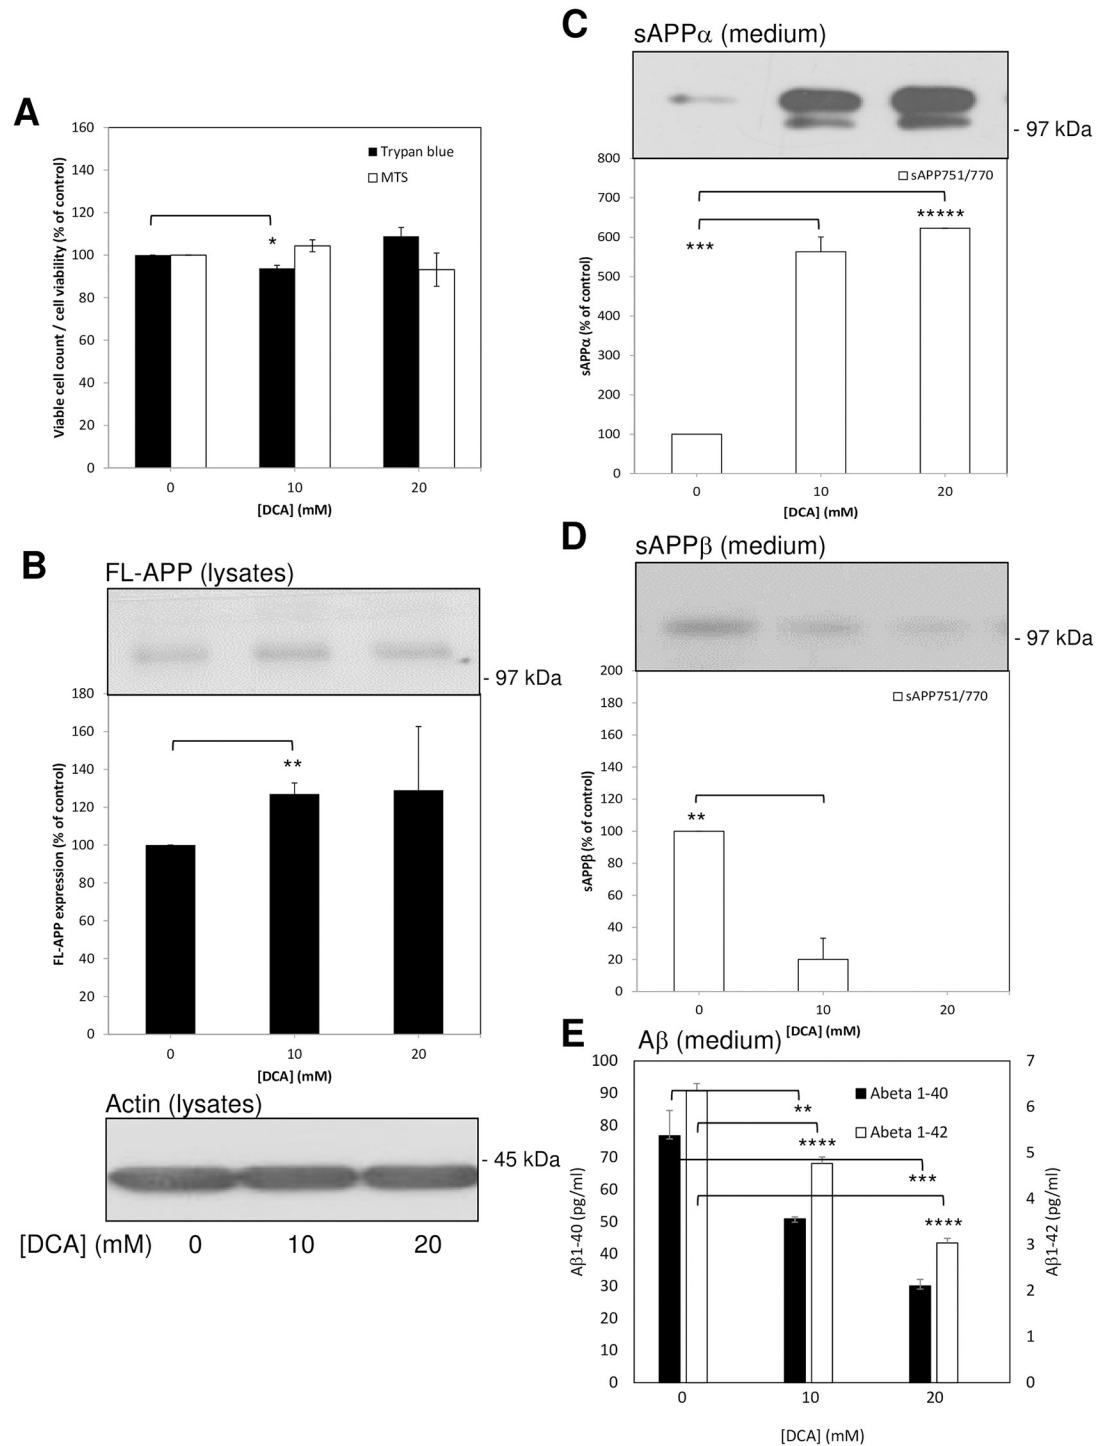 A
160
140
120
100
80
60
40
20
0
Viable cell count / cell viability (% of control)
Trypan blue
MTS
*
0 10 20
[DCA] (mM)
B
FL-APP (lysates)
- 97 kDa
180
160
140
120
100
80
60
40
20
0
FL-APP expression (% of control)
**
0 10 20
[DCA] (mM)
Actin (lysates)
- 45 kDa
[DCA] (mM) 0 10 20
C
sAPPα (medium)
- 97 kDa
800
700
600
500
400
300
200
100
0
sAPPα (% of control)
sAPP751/770
*****
***
0 10 20
[DCA] (mM)
D
sAPPβ (medium)
- 97 kDa
200
180
160
140
120
100
80
60
40
20
0
sAPPβ (% of control)
sAPP751/770
**
0 10 20
[DCA] (mM)
E
Aβ (medium)
100
90
80
70
60
50
40
30
20
10
0
Aβ1-40 (pg/ml)
Abeta 1-40
Abeta 1-42
**
****
***
****
7
6
5
4
3
2
1
0
Aβ1-42 (pg/ml)
0 10 20
[DCA] (mM)